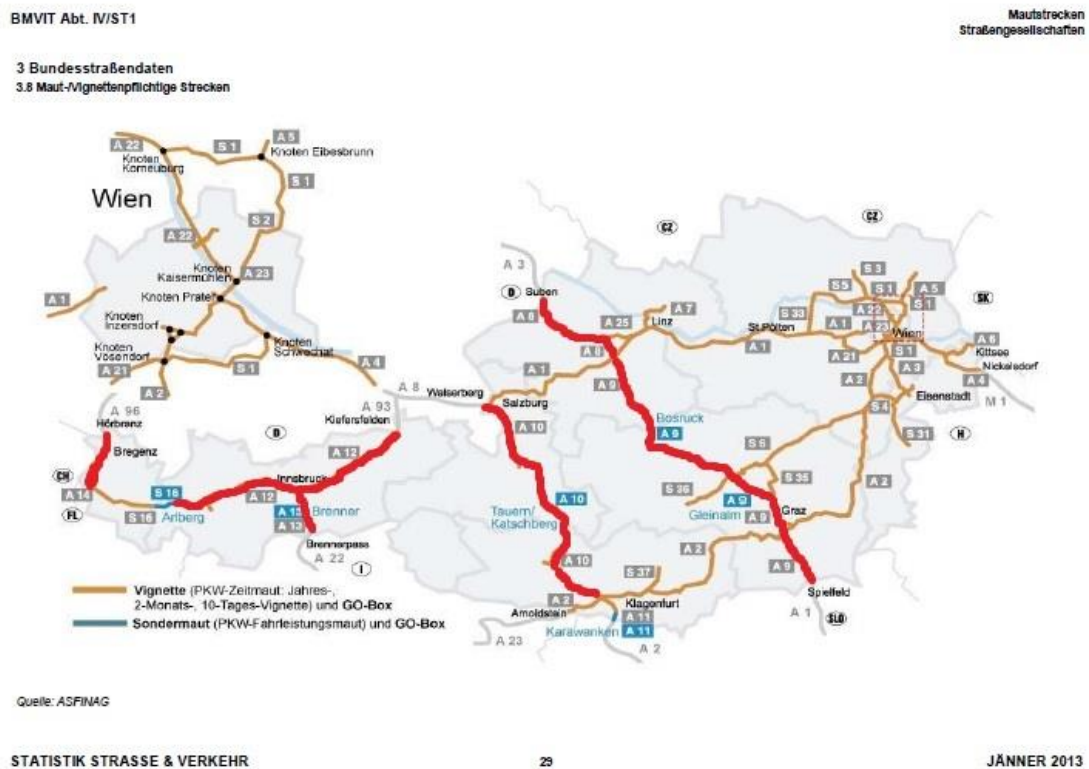 BMVIT Abt. IV/ST1
Mautstrecken
Straßengesellschaften
3 Bundesstraßendaten
3.8 Maut-/Vignettenpflichtige Strecken
A 22
S 1
A 5
Knoten Korneuburg
Knoten Eibesbrunn
S 1
Wien
S 2
A 22
Knoten Kaisermühlen
A 23
Knoten Prater
A 1
Knoten Inzersdorf
Knoten Vösendorf
Knoten Schwechat
A 21
S 1
A 4
A 2
CZ
CZ
A 3
D
Suben
A 8
A 7
A 25
Linz
S 33
St.Pölten
S 5
S 3
S 1
A 5
S 1
SK
A 22
A 23
A 1
Wien
A 6
Kittsee
Nickelsdorf
A 8
A 1
A 1
A 21
S 1
A 3
A 4
A 2
M 1
Eisenstadt
S 4
S 31
H
A 96
Hörbranz
Bregenz
CH
A 14
FL
S 16
S 16
Arlberg
D
A 93
Kiefersfelden
A 8
Walserberg
Salzburg
A 10
A 12
Innsbruck
A 12
A 13
Brenner
A 13
Brennerpass
A 22
I
A 9
Bosruck
A 9
S 6
S 35
S 36
A 9
Gleinalm
A 9
Graz
A 2
A 10
Tauern/
Katschberg
A 10
A 2
S 37
A 9
Spielfeld
A 1
SLO
A 2
Arnoldstein
Klagenfurt
A 11
A 11
Karawanken
A 23
A 2
Vignette (PKW-Zeitmaut: Jahres-,
2-Monats-, 10-Tages-Vignette) und GO-Box
Sondermaut (PKW-Fahrleistungsmaut) und GO-Box
Quelle: ASFINAG
STATISTIK STRASSE & VERKEHR
29
JÄNNER 2013